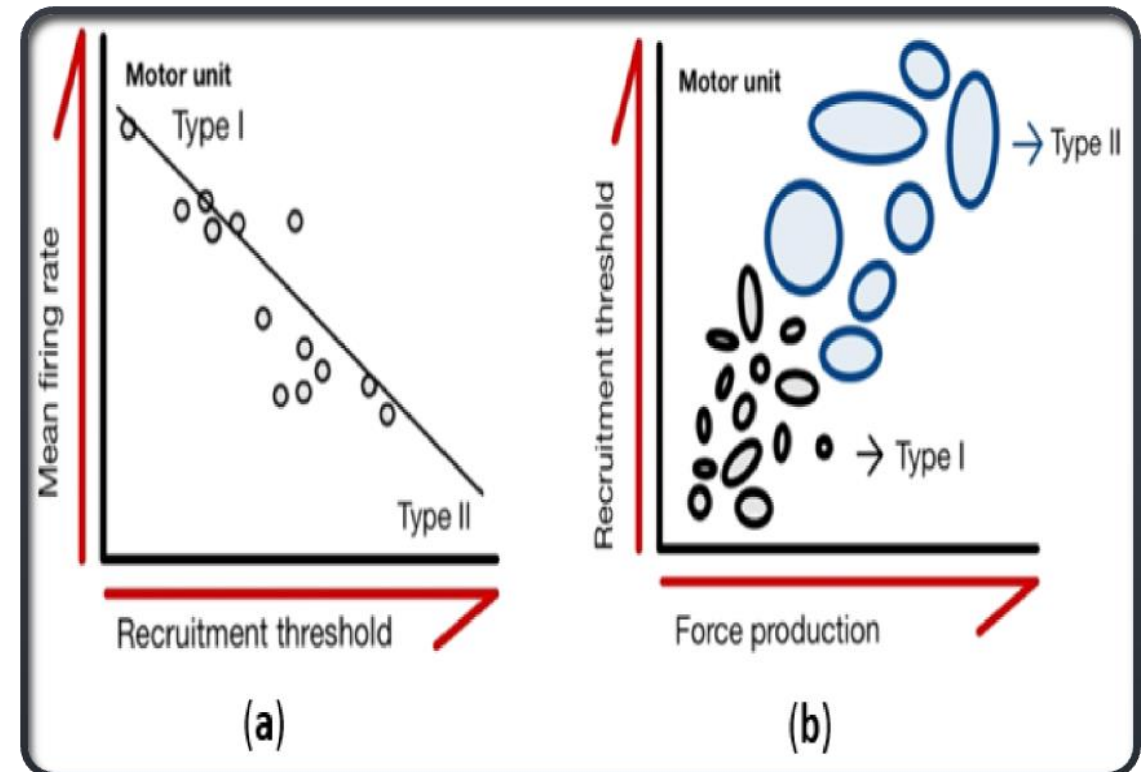 Motor unit
Type I
Mean firing rate
Type II
Recruitment threshold
(a)
Motor unit
Type II
Recruitment threshold
Type I
Force production
(b)